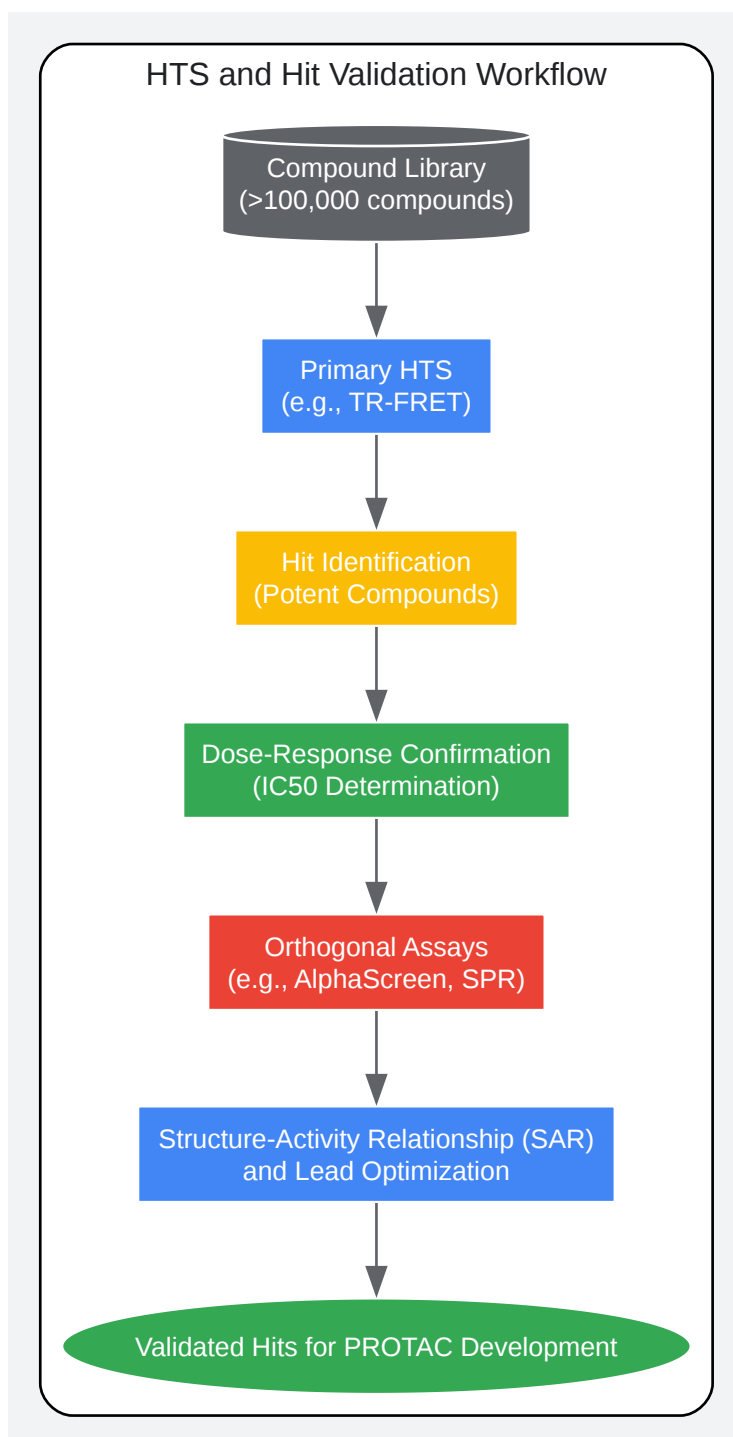 HTS and Hit Validation Workflow
Compound Library
(>100,000 compounds)
Primary HTS
(e.g., TR-FRET)
Hit Identification
(Potent Compounds)
Dose-Response Confirmation
(IC50 Determination)
Orthogonal Assays
(e.g., AlphaScreen, SPR)
Structure-Activity Relationship (SAR)
and Lead Optimization
Validated Hits for PROTAC Development